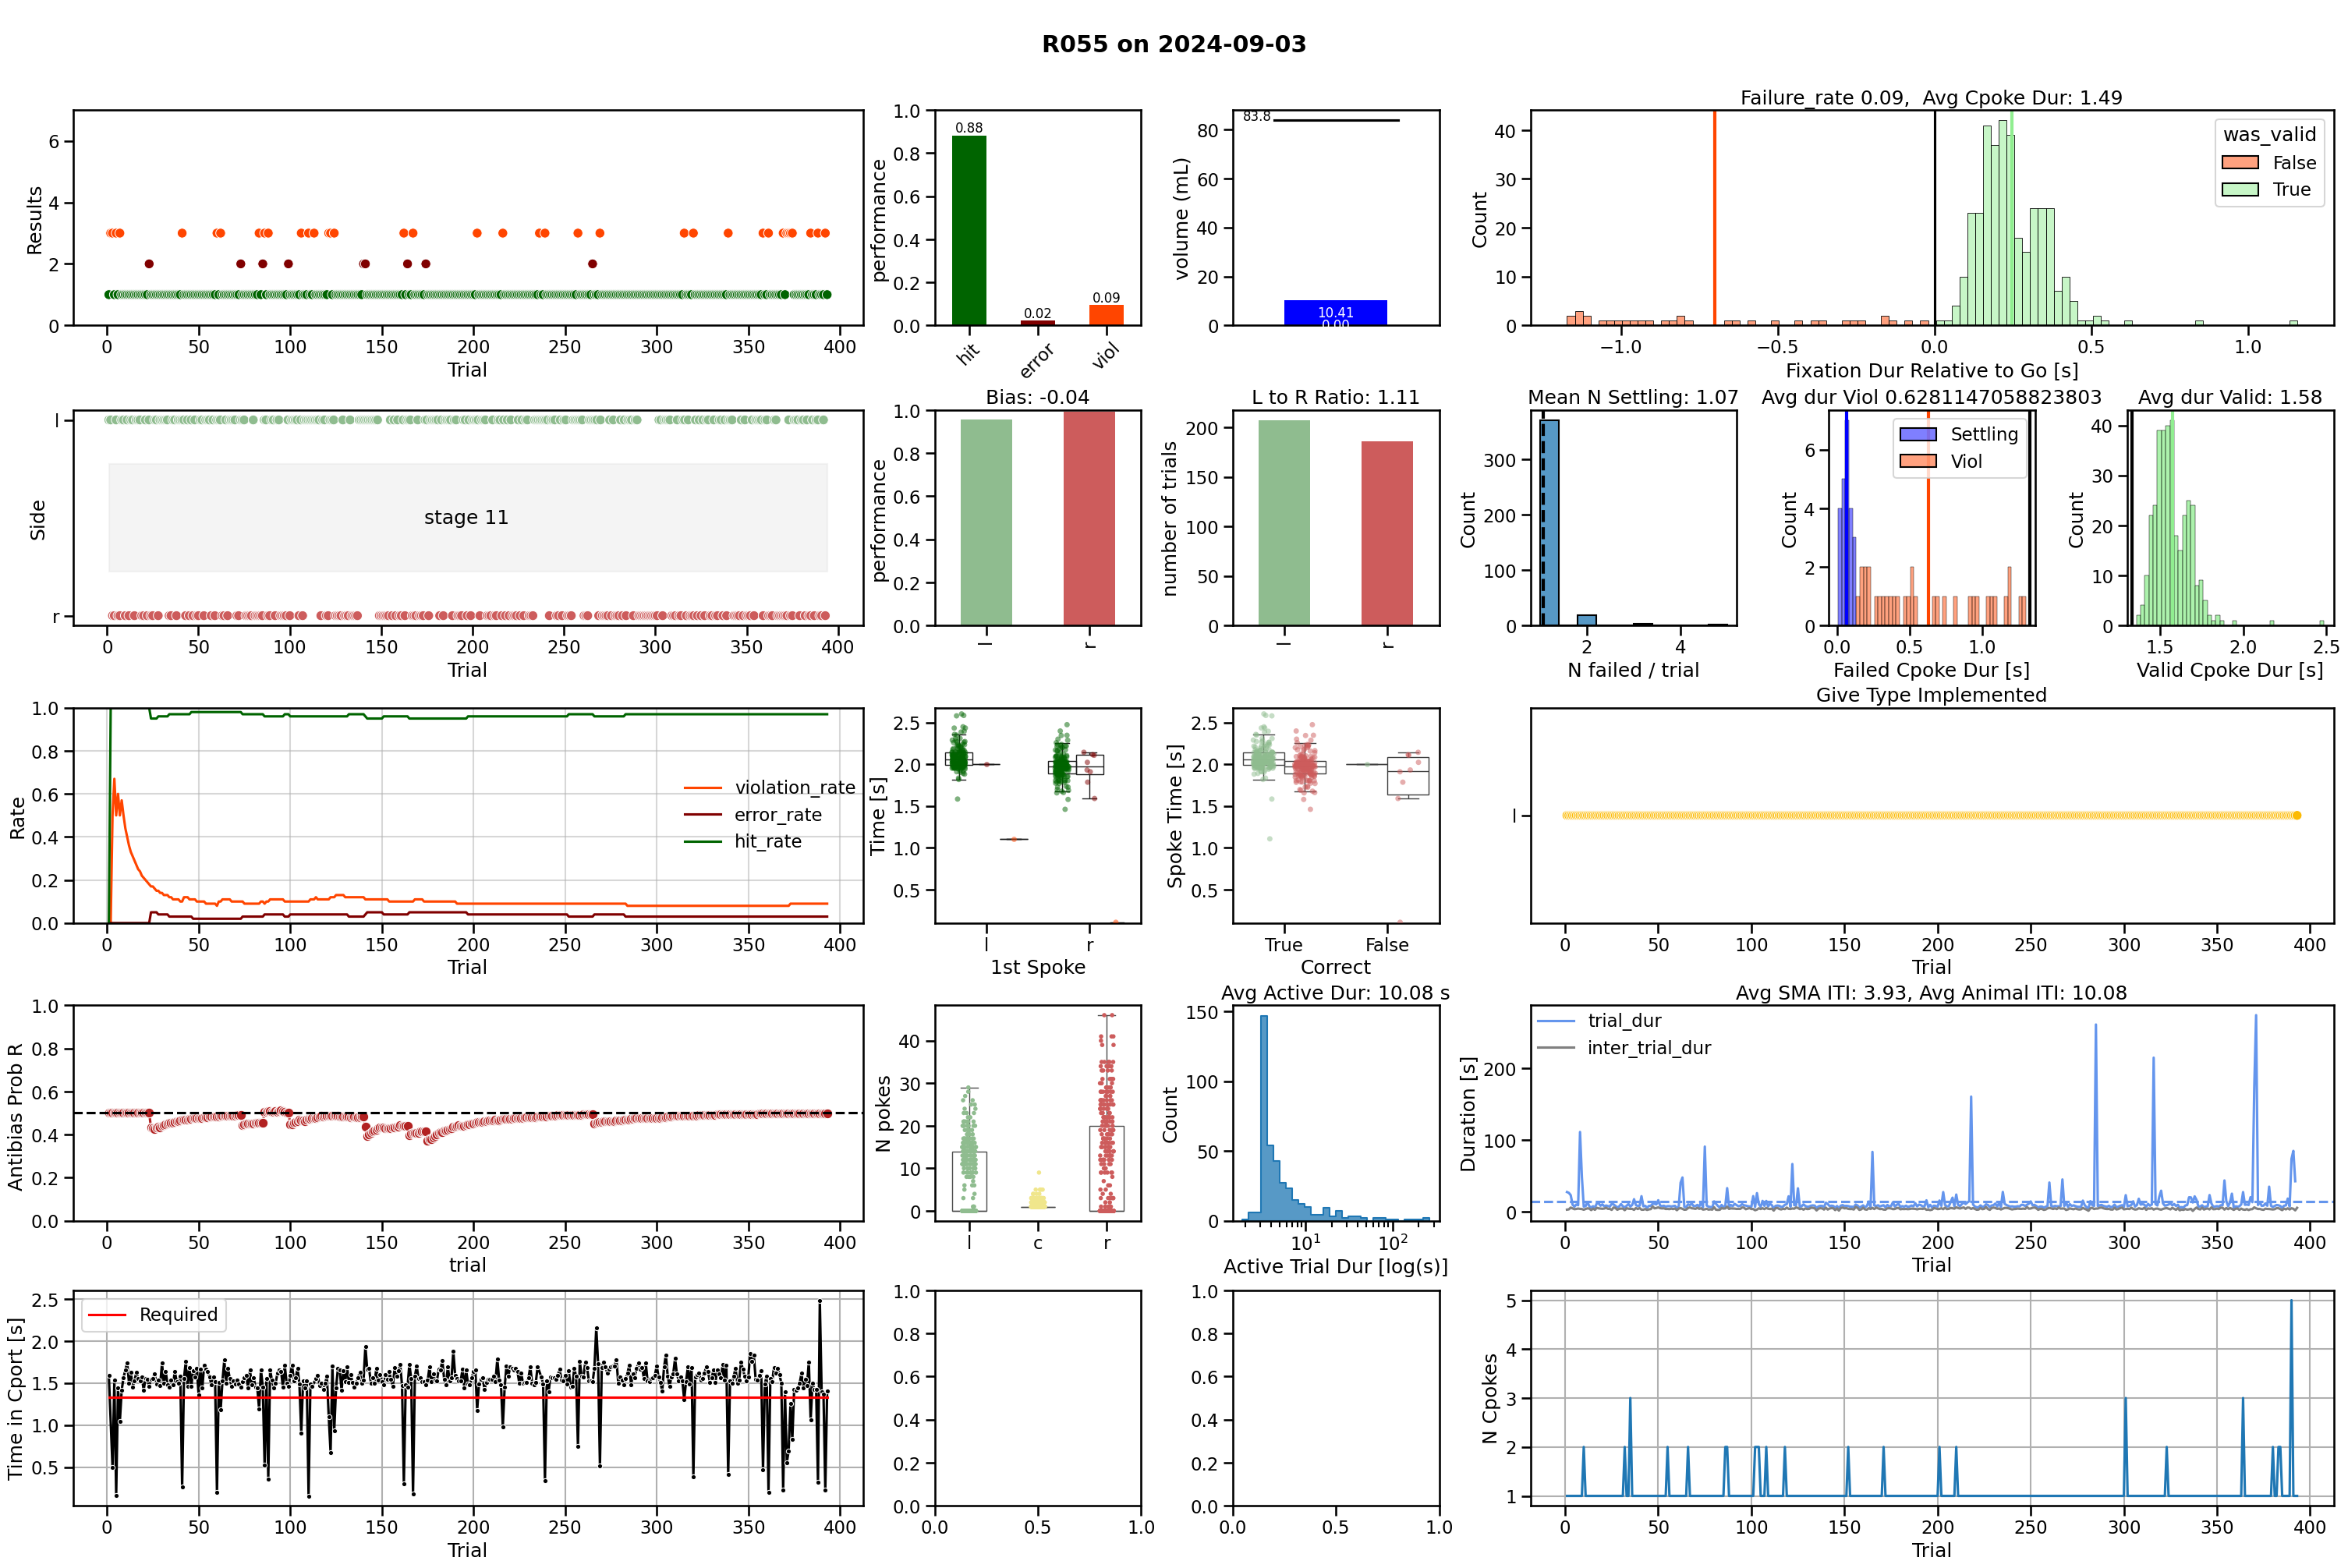 R055 on 2024-09-03
Results
6
4
2
0
0 50 100 150 200 250 300 350 400
Trial
performance
1.0
0.8
0.6
0.4
0.2
0.0
0.88
0.02
0.09
hit error viol
volume (mL)
80
60
40
20
0
83.8
10.41
0.00
Failure_rate 0.09,  Avg Cpoke Dur: 1.49
Count
40
30
20
10
0
was_valid
False
True
−1.0 −0.5 0.0 0.5 1.0
Fixation Dur Relative to Go [s]
Side
l
r
stage 11
0 50 100 150 200 250 300 350 400
Trial
Bias: -0.04
performance
1.0
0.8
0.6
0.4
0.2
0.0
l r
L to R Ratio: 1.11
number of trials
200
150
100
50
0
l r
Mean N Settling: 1.07
Count
300
200
100
0
2 4
N failed / trial
Avg dur Viol 0.6281147058823803
Count
6
4
2
0
Settling
Viol
0.0 0.5 1.0
Failed Cpoke Dur [s]
Avg dur Valid: 1.58
Count
40
30
20
10
0
1.5 2.0 2.5
Valid Cpoke Dur [s]
Rate
1.0
0.8
0.6
0.4
0.2
0.0
violation_rate
error_rate
hit_rate
0 50 100 150 200 250 300 350 400
Trial
Time [s]
2.5
2.0
1.5
1.0
0.5
l r
1st Spoke
Spoke Time [s]
2.5
2.0
1.5
1.0
0.5
True False
Correct
Give Type Implemented
l
0 50 100 150 200 250 300 350 400
Trial
Antibias Prob R
1.0
0.8
0.6
0.4
0.2
0.0
0 50 100 150 200 250 300 350 400
trial
N pokes
40
30
20
10
0
l c r
Avg Active Dur: 10.08 s
Count
150
100
50
0
10¹ 10²
Active Trial Dur [log(s)]
Avg SMA ITI: 3.93, Avg Animal ITI: 10.08
Duration [s]
200
100
0
trial_dur
inter_trial_dur
0 50 100 150 200 250 300 350 400
Trial
Time in Cport [s]
2.5
2.0
1.5
1.0
0.5
Required
0 50 100 150 200 250 300 350 400
Trial
1.0
0.8
0.6
0.4
0.2
0.0
0.0 0.5 1.0
1.0
0.8
0.6
0.4
0.2
0.0
0.0 0.5 1.0
N Cpokes
5
4
3
2
1
0 50 100 150 200 250 300 350 400
Trial